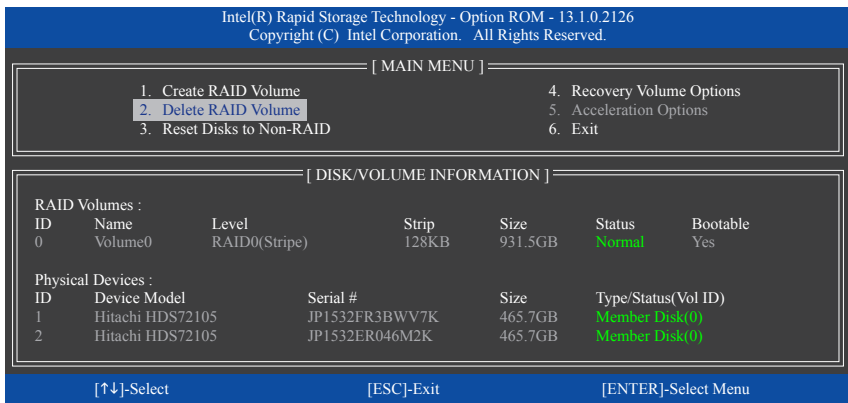 Intel(R) Rapid Storage Technology - Option ROM - 13.1.0.2126
Copyright (C) Intel Corporation. All Rights Reserved.
[ MAIN MENU ]
1. Create RAID Volume 4. Recovery Volume Options
2. Delete RAID Volume 5. Acceleration Options
3. Reset Disks to Non-RAID 6. Exit
[ DISK/VOLUME INFORMATION ]
RAID Volumes :
ID Name Level Strip Size Status Bootable
0 Volume0 RAID0(Stripe) 128KB 931.5GB Normal Yes
Physical Devices :
ID Device Model Serial # Size Type/Status(Vol ID)
1 Hitachi HDS72105 JP1532FR3BWV7K 465.7GB Member Disk(0)
2 Hitachi HDS72105 JP1532ER046M2K 465.7GB Member Disk(0)
[↑↓]-Select [ESC]-Exit [ENTER]-Select Menu